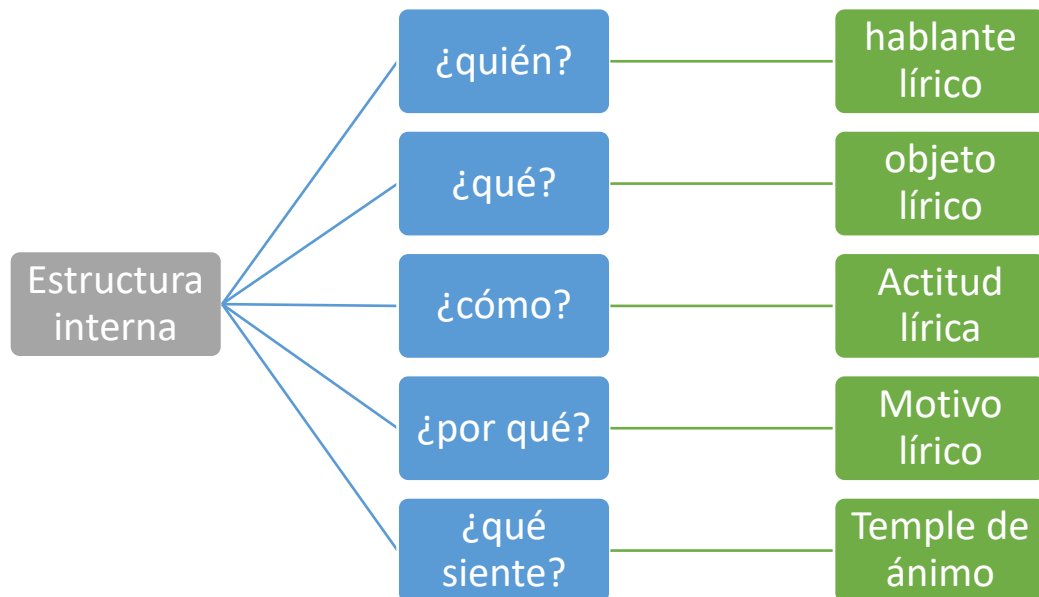 Estructura
interna
¿quién?
hablante
lírico
¿qué?
objeto
lírico
¿cómo?
Actitud
lírica
¿por qué?
Motivo
lírico
¿qué
siente?
Temple de
ánimo